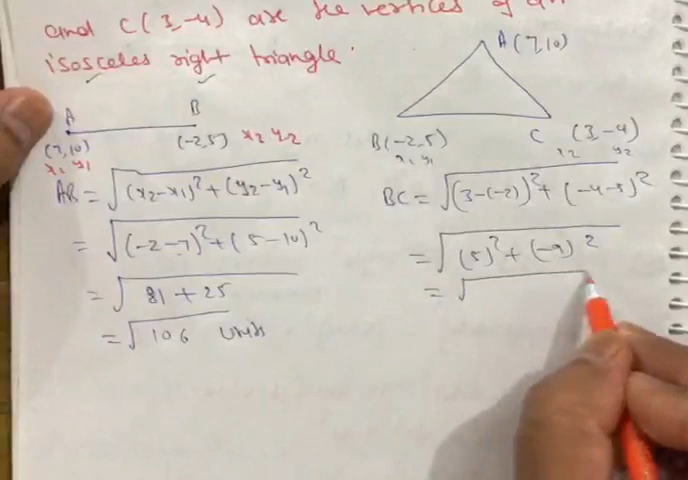 and C(3,-4) are the vertices of an
isosceles right triangle.
A B
(7,10) (-2,5) x2 y2
x1 y1
AB = √(x2-x1)²+(y2-y1)²
= √(-2-7)²+(5-10)²
= √81+25
= √106 units
A(7,10)
B(-2,5) C (3,-4)
x1 y1 x2 y2
BC = √(3-(-2))²+(-4-5)²
= √(5)²+(-9)²
= √